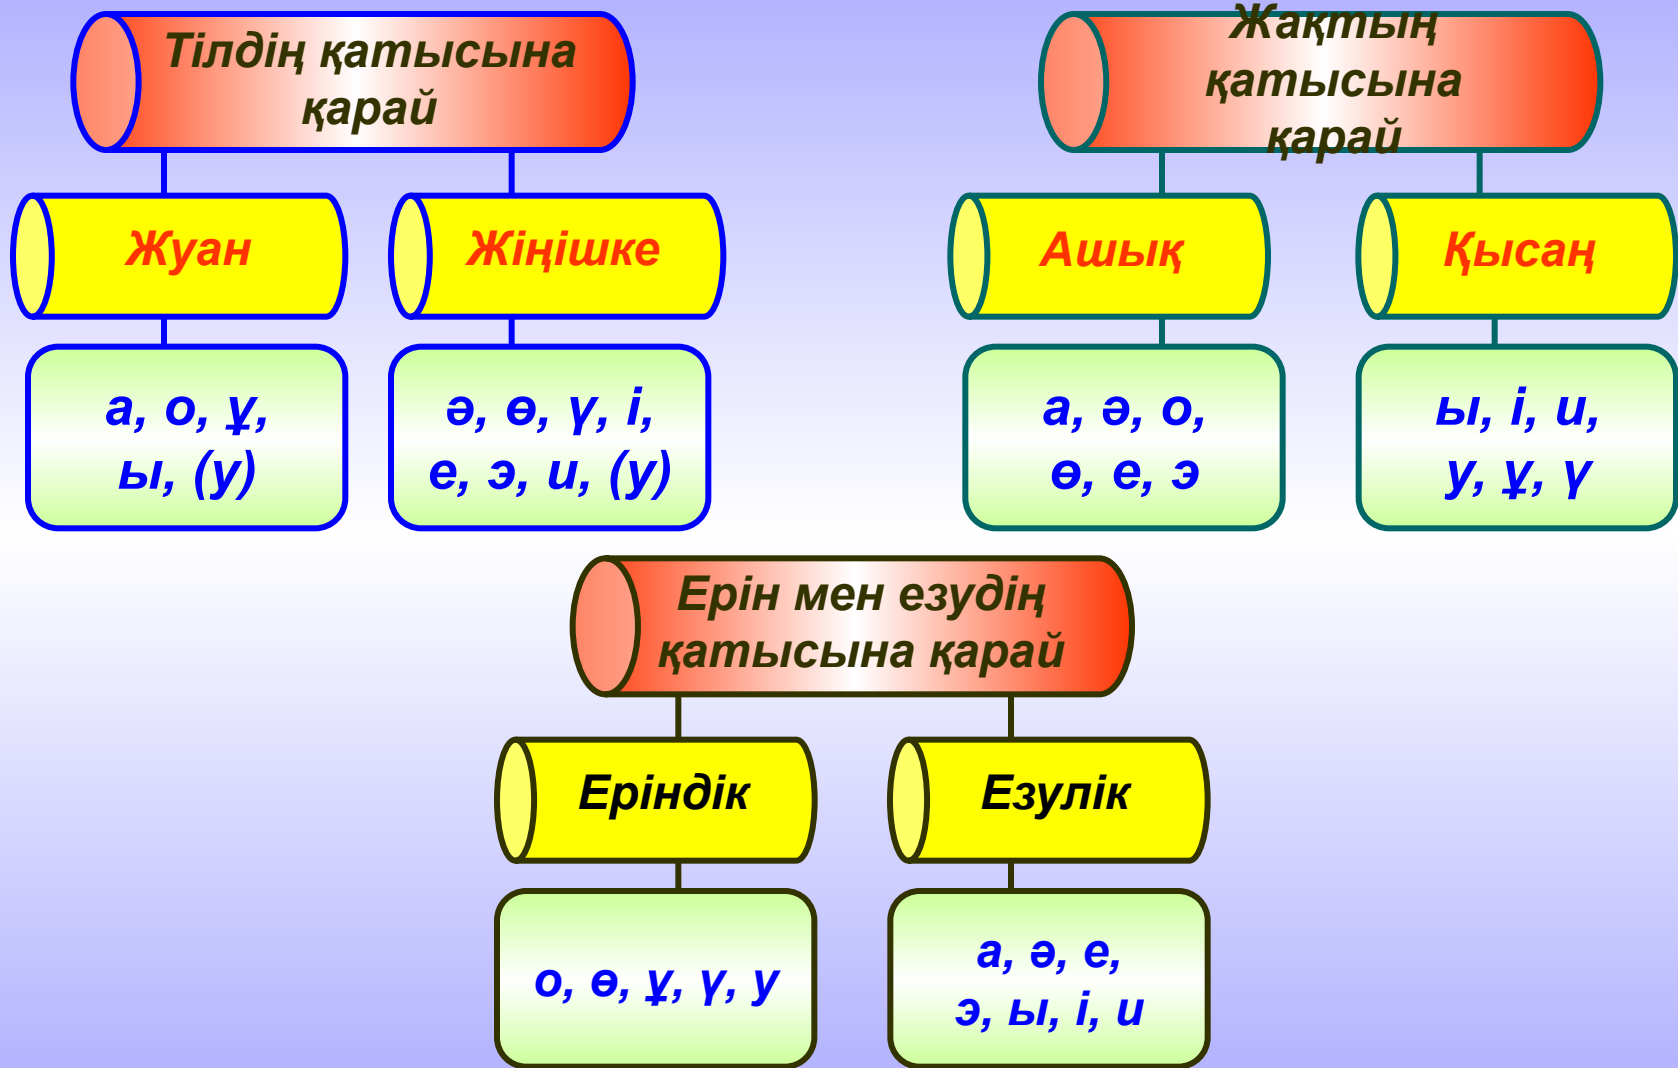 Тілдің қатысына
қарай
Жуан
Жіңішке
а, о, ұ,
ы, (у)
ә, ө, ү, і,
е, э, и, (у)
Жақтың
қатысына
қарай
Ашық
Қысаң
а, ә, о,
ө, е, э
ы, і, и,
у, ұ, ү
Ерін мен езудің
қатысына қарай
Еріндік
Езулік
о, ө, ұ, ү, у
а, ә, е,
э, ы, і, и